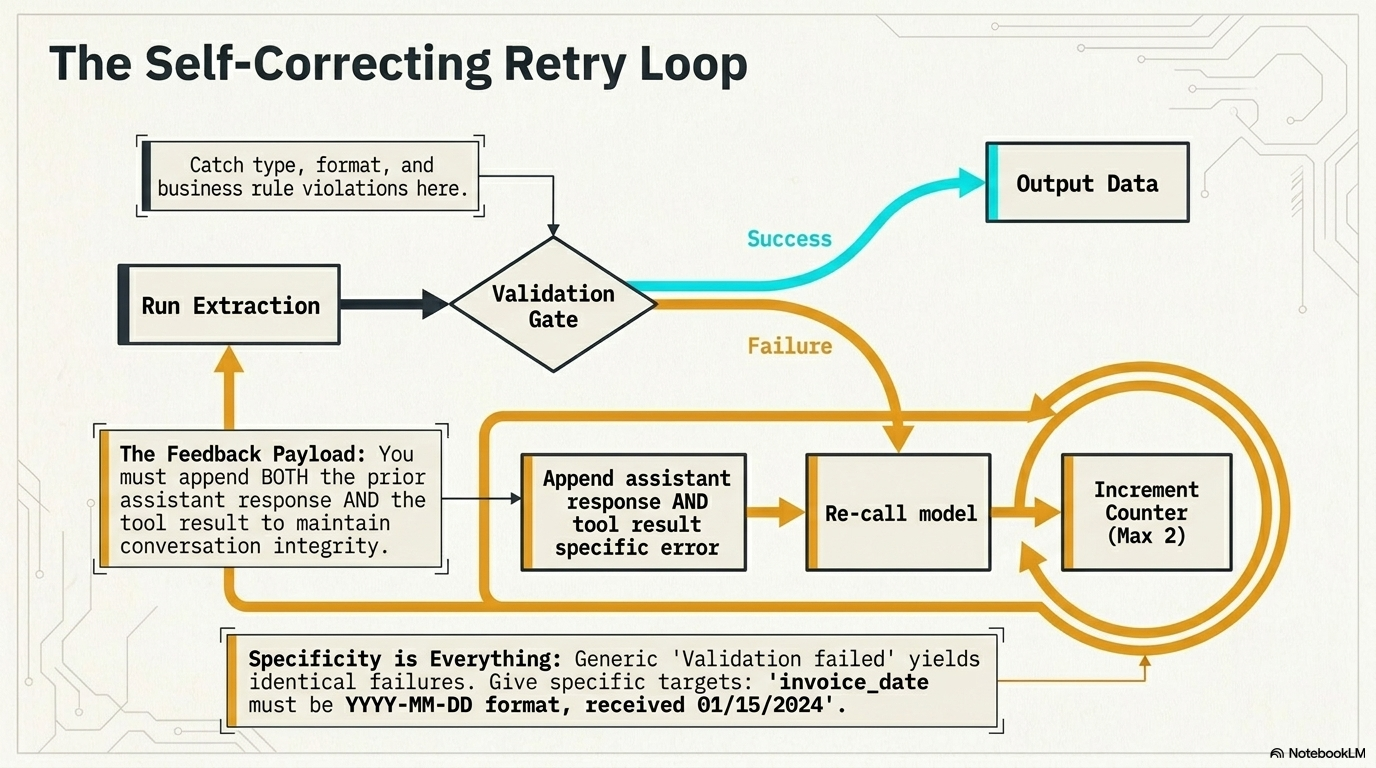 The Self-Correcting Retry Loop
Catch type, format, and
business rule violations here.
Output Data
Success
Run Extraction
Validation
Gate
Failure
The Feedback Payload: You
must append BOTH the prior
assistant response AND the
tool result to maintain
conversation integrity.
Append assistant
response AND
tool result
specific error
Re-call model
Increment
Counter
(Max 2)
Specificity is Everything: Generic 'Validation failed' yields
identical failures. Give specific targets: 'invoice_date
must be YYYY-MM-DD format, received 01/15/2024'.
NotebookLM